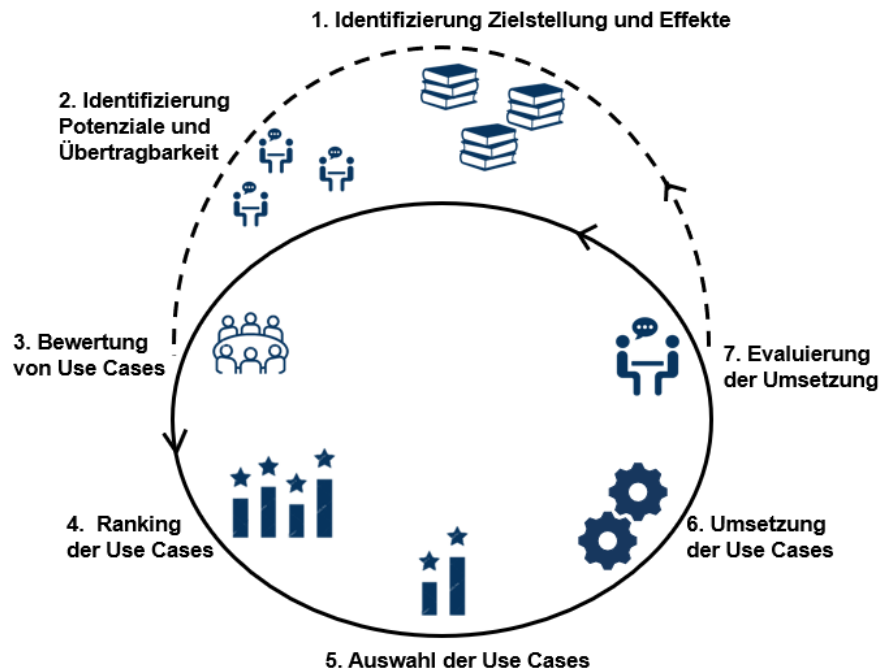 1. Identifizierung Zielstellung und Effekte
2. Identifizierung
Potenziale und
Übertragbarkeit
3. Bewertung
von Use Cases
4. Ranking
der Use Cases
5. Auswahl der Use Cases
6. Umsetzung
der Use Cases
7. Evaluierung
der Umsetzung